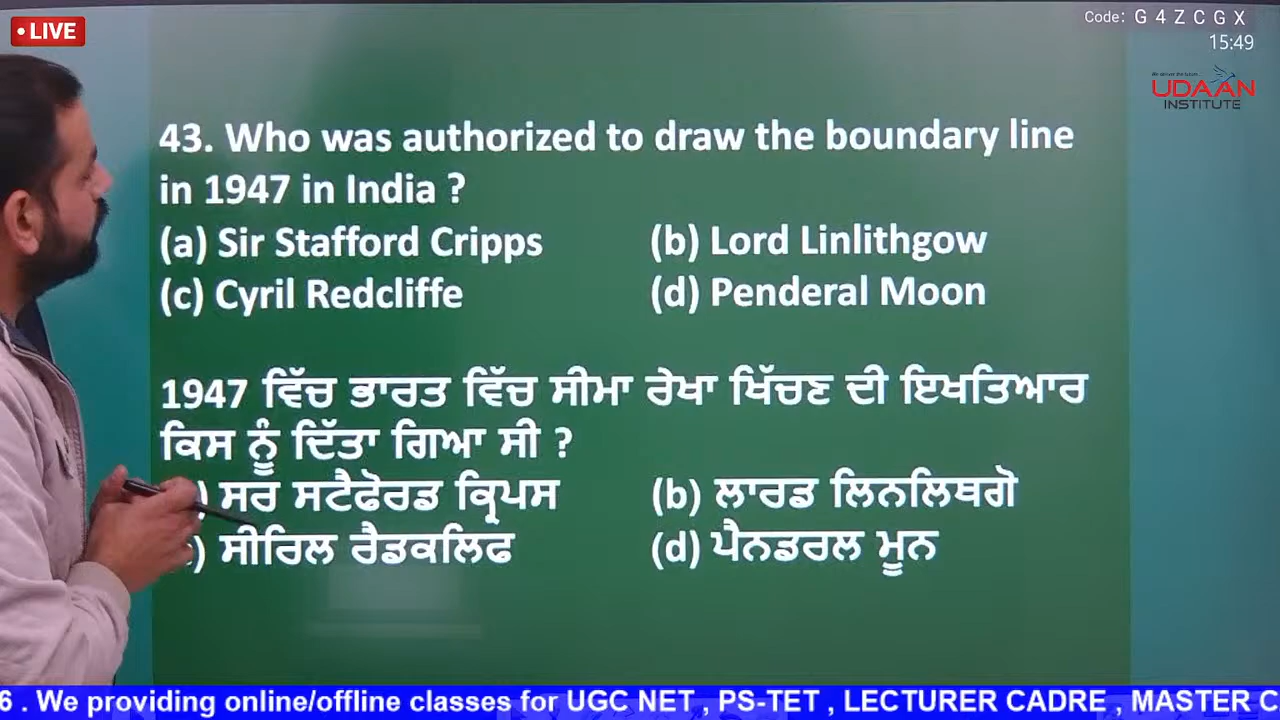 LIVE
Code: G 4 Z C G X
15:49
UDAAN
INSTITUTE
43. Who was authorized to draw the boundary line
in 1947 in India ?
(a) Sir Stafford Cripps (b) Lord Linlithgow
(c) Cyril Redcliffe (d) Penderal Moon
1947 ਵਿੱਚ ਭਾਰਤ ਵਿੱਚ ਸੀਮਾ ਰੇਖਾ ਖਿੱਚਣ ਦੀ ਇਖਤਿਆਰ
ਕਿਸ ਨੂੰ ਦਿੱਤਾ ਗਿਆ ਸੀ ?
) ਸਰ ਸਟੈਫੋਰਡ ਕ੍ਰਿਪਸ (b) ਲਾਰਡ ਲਿਨਲਿਥਗੋ
) ਸੀਰਿਲ ਰੈਡਕਲਿਫ (d) ਪੈਨਡਰਲ ਮੂਨ
6 . We providing online/offline classes for UGC NET , PS-TET , LECTURER CADRE , MASTER C